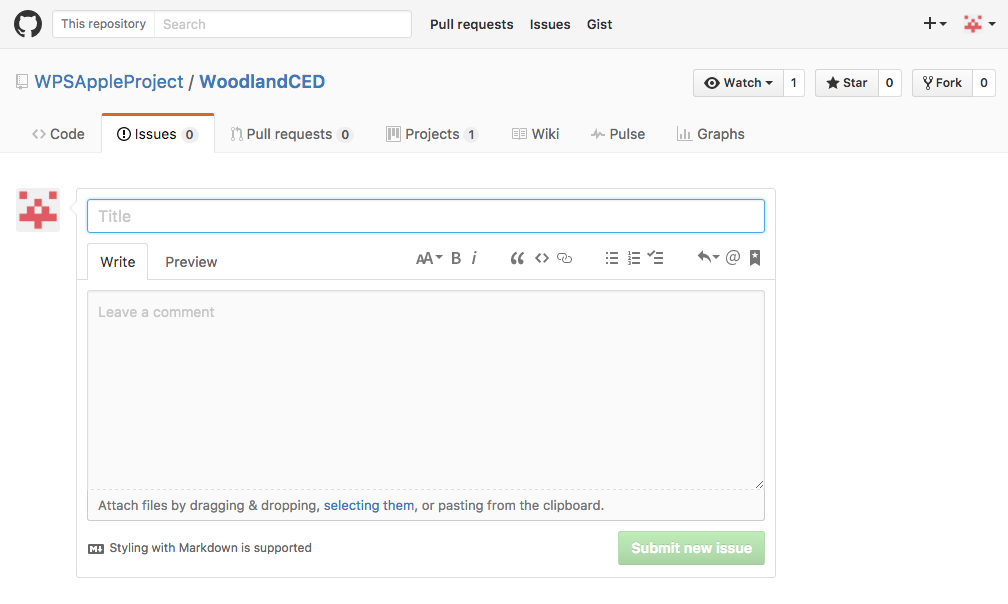 This repository Search Pull requests Issues Gist
WPSAppleProject / WoodlandCED Watch 1 Star 0 Fork 0
Code Issues 0 Pull requests 0 Projects 1 Wiki Pulse Graphs
Title
Write Preview AA B i @
Leave a comment
Attach files by dragging & dropping, selecting them, or pasting from the clipboard.
Styling with Markdown is supported Submit new issue